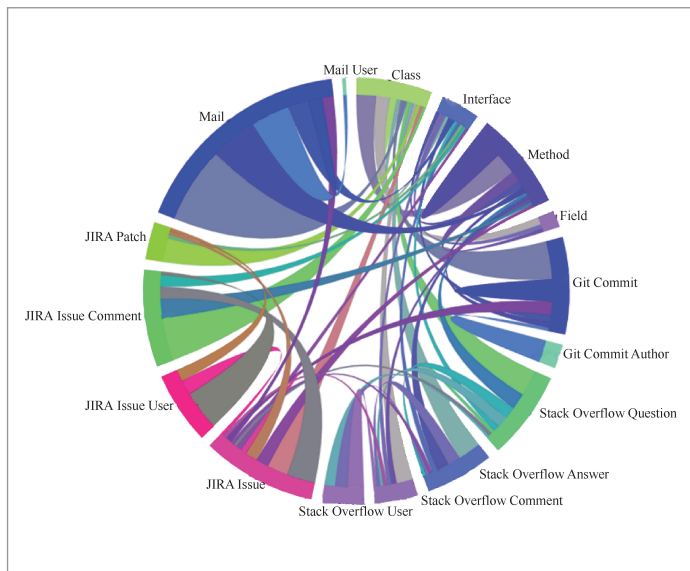 Mail User
Class
Interface
Mail
Method
Field
JIRA Patch
Git Commit
JIRA Issue Comment
Git Commit Author
JIRA Issue User
Stack Overflow Question
Stack Overflow Answer
JIRA Issue
Stack Overflow Comment
Stack Overflow User